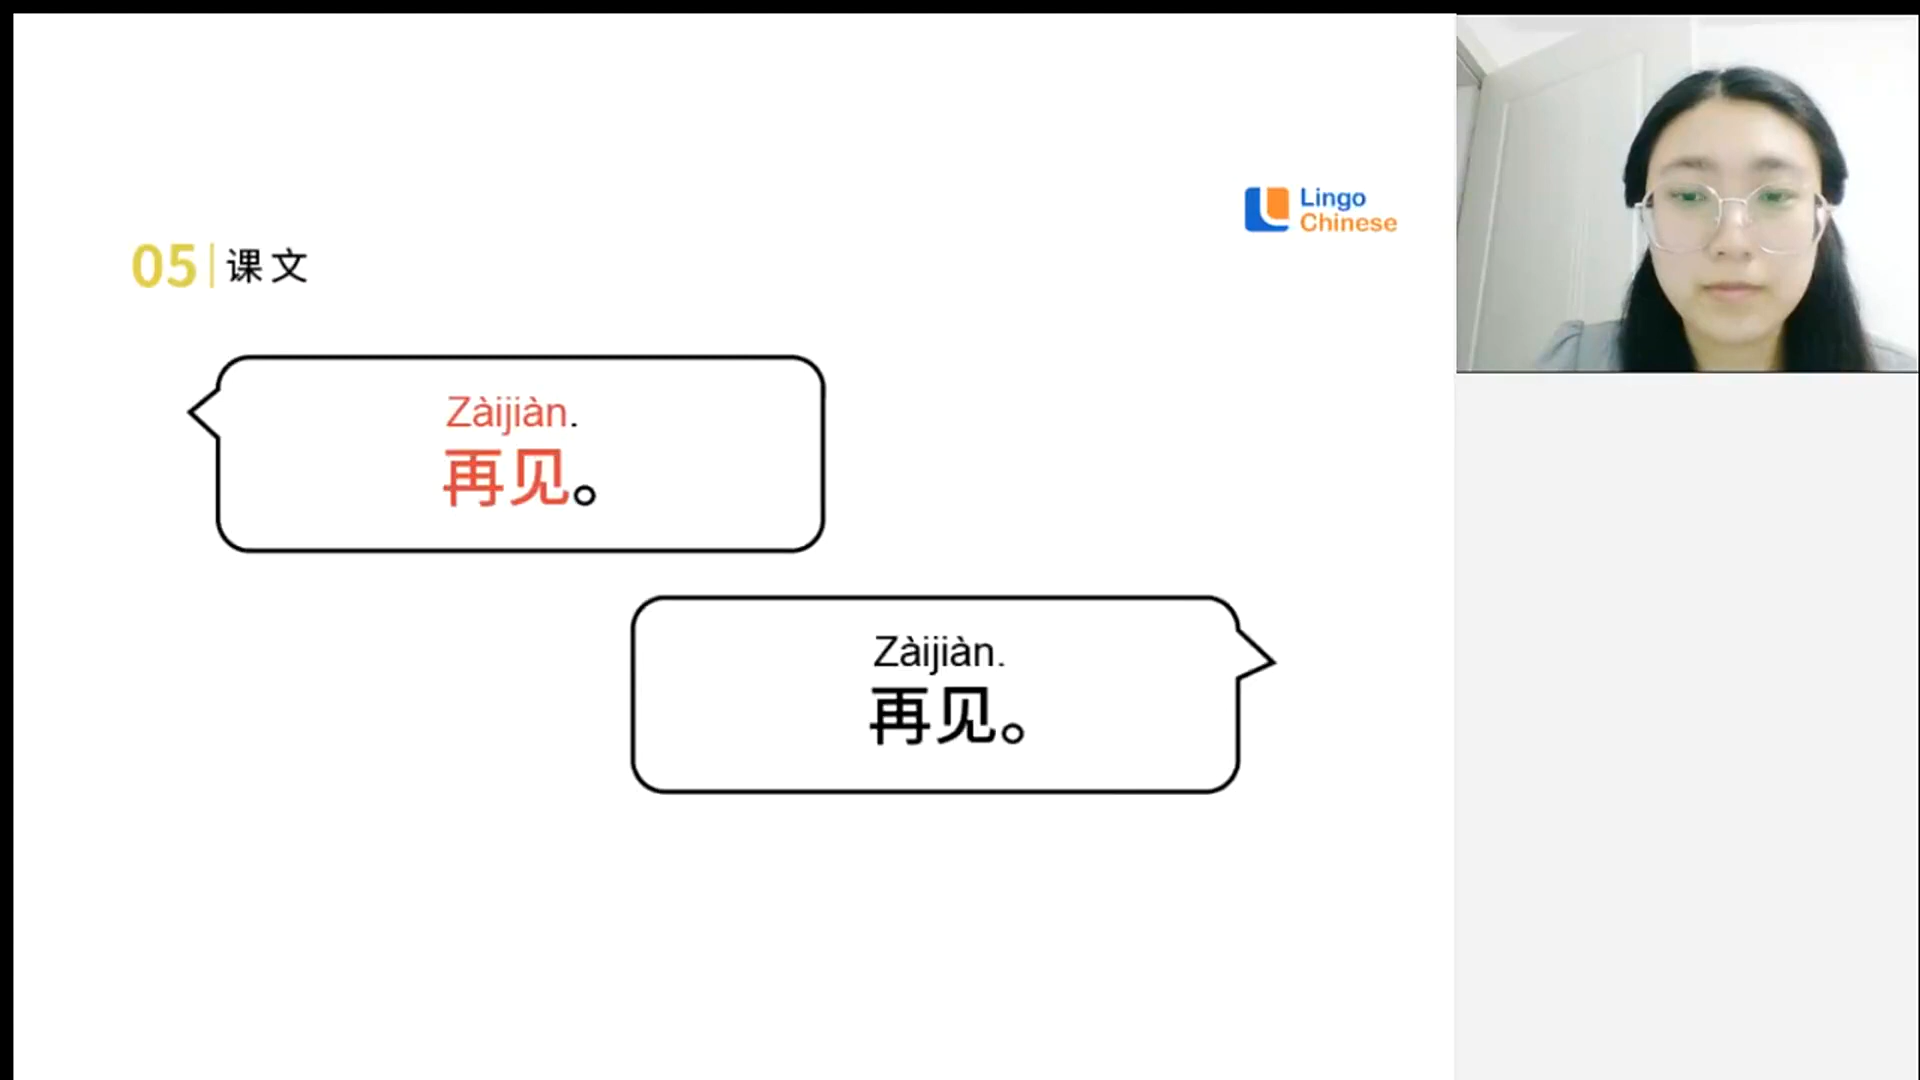 Lingo
Chinese
05 课文
Zàijiàn.
再见。
Zàijiàn.
再见。